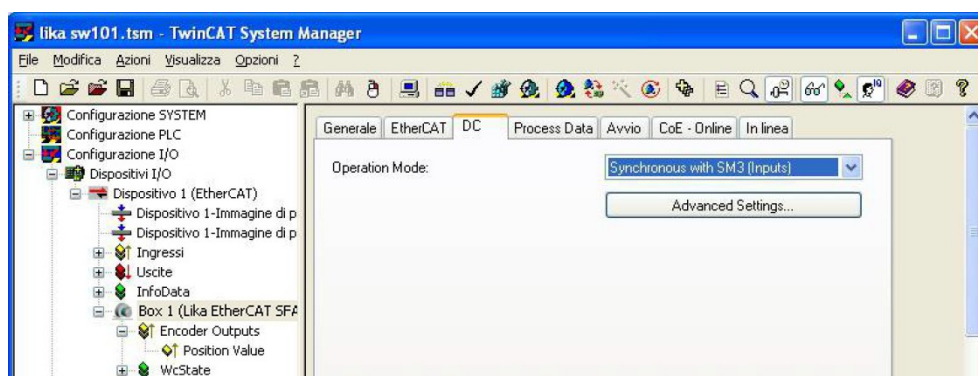 lika sw101.tsm - TwinCAT System Manager
File Modifica Azioni Visualizza Opzioni ?
Configurazione SYSTEM
Configurazione PLC
Configurazione I/O
Dispositivi I/O
Dispositivo 1 (EtherCAT)
Dispositivo 1-Immagine di p
Dispositivo 1-Immagine di p
Ingressi
Uscite
InfoData
Box 1 (Lika EtherCAT SFA
Encoder Outputs
Position Value
WcState
Generale EtherCAT DC Process Data Avvio CoE - Online In linea
Operation Mode: Synchronous with SM3 (Inputs)
Advanced Settings...